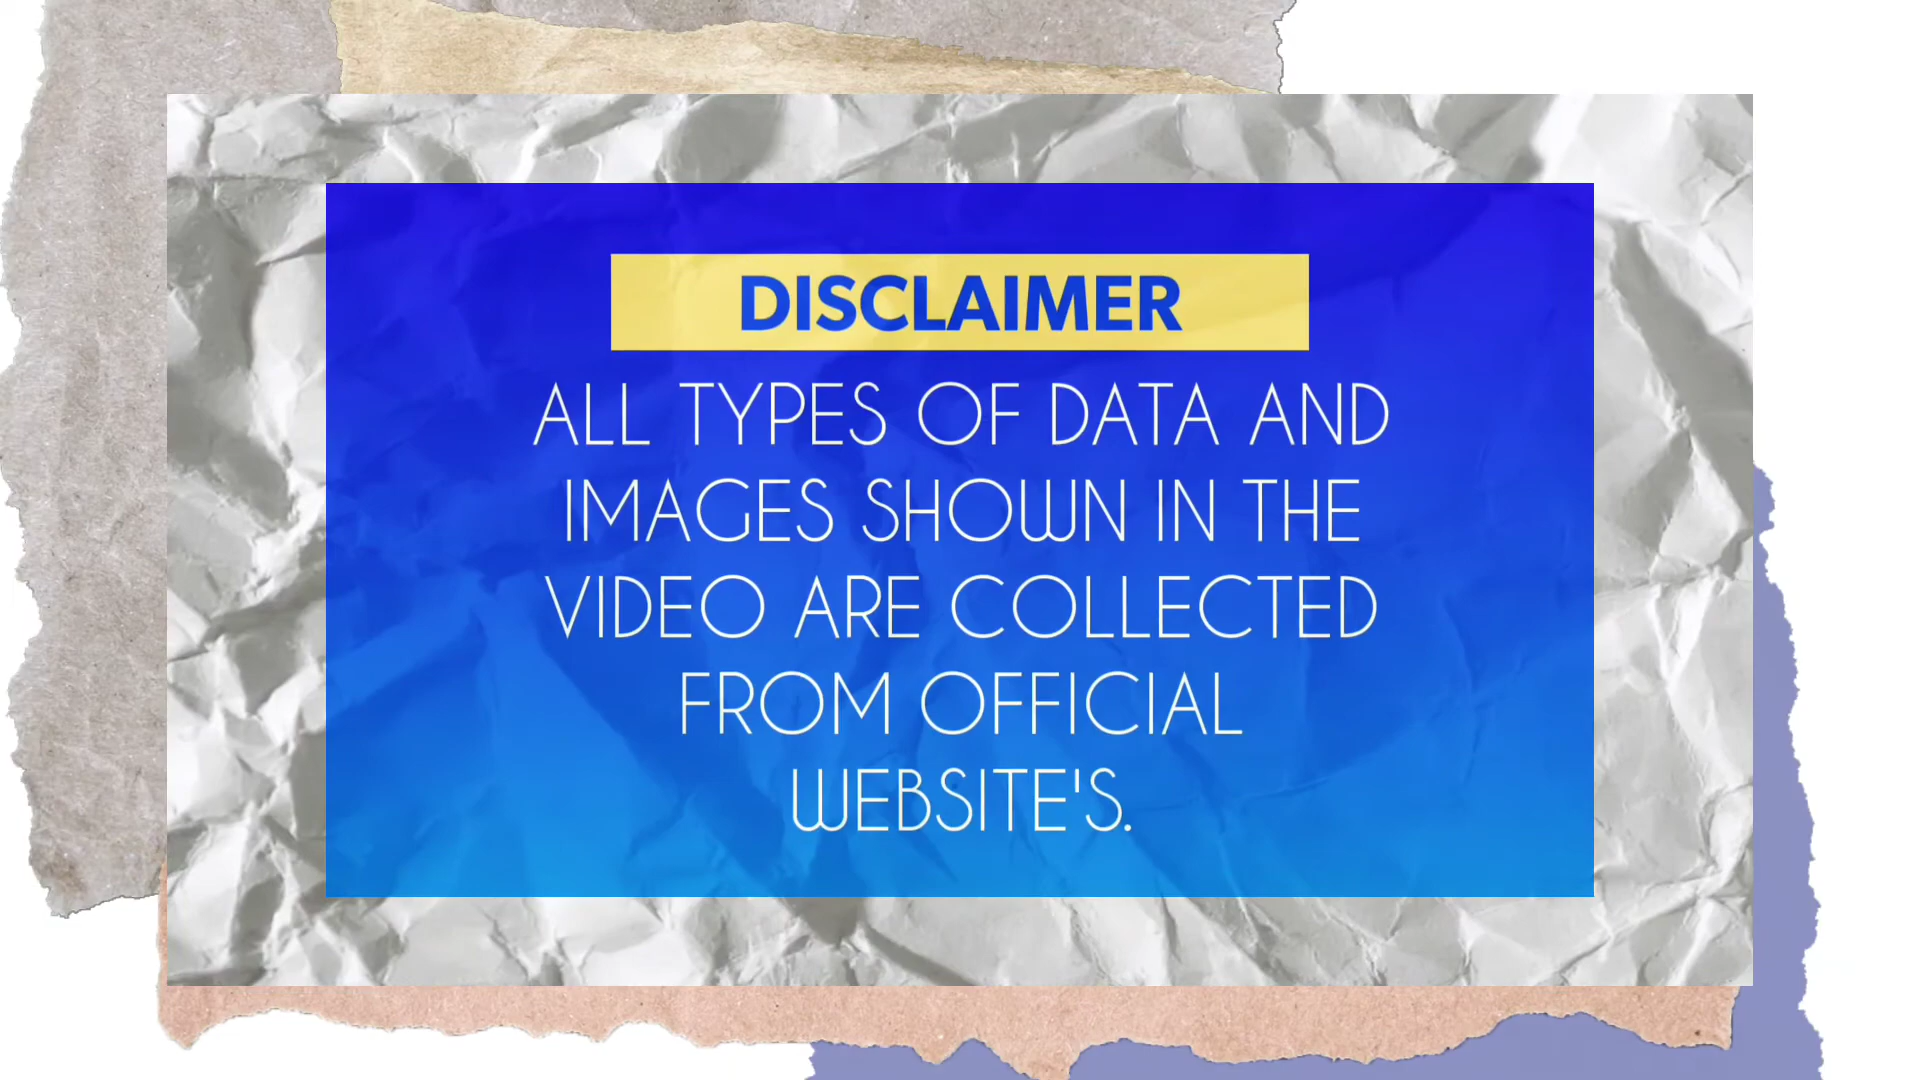 DISCLAIMER
ALL TYPES OF DATA AND
IMAGES SHOWN IN THE
VIDEO ARE COLLECTED
FROM OFFICIAL
WEBSITE'S.